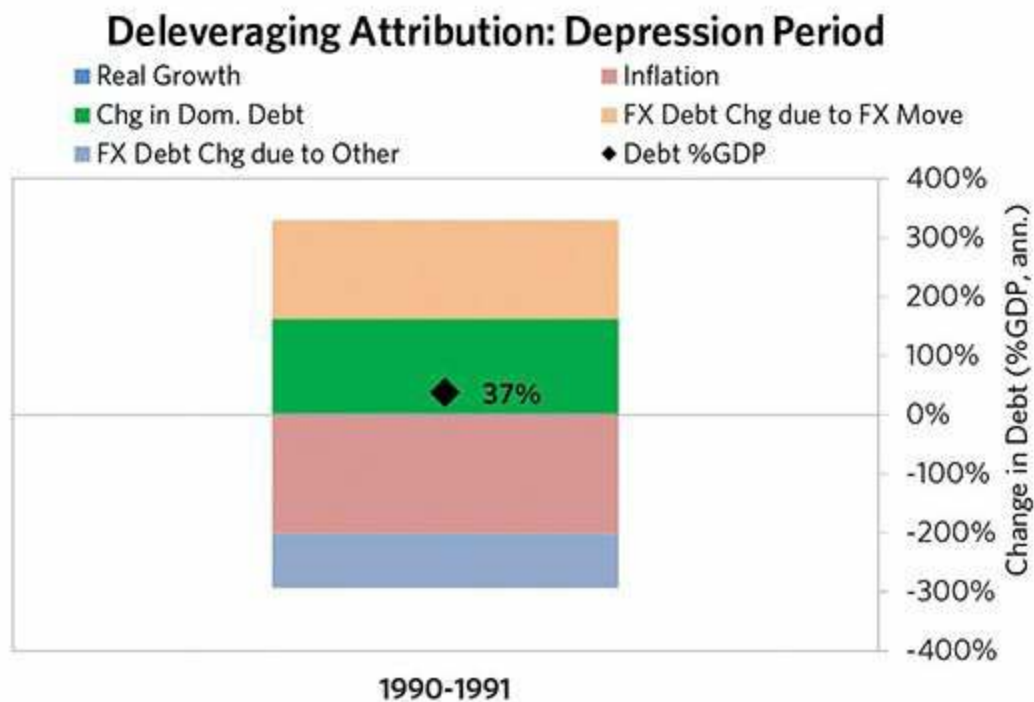 Deleveraging Attribution: Depression Period
Real Growth
Inflation
Chg in Dom. Debt
FX Debt Chg due to FX Move
FX Debt Chg due to Other
Debt %GDP
400%
300%
200%
100%
0%
-100%
-200%
-300%
-400%
Change in Debt (%GDP, ann.)
37%
1990-1991